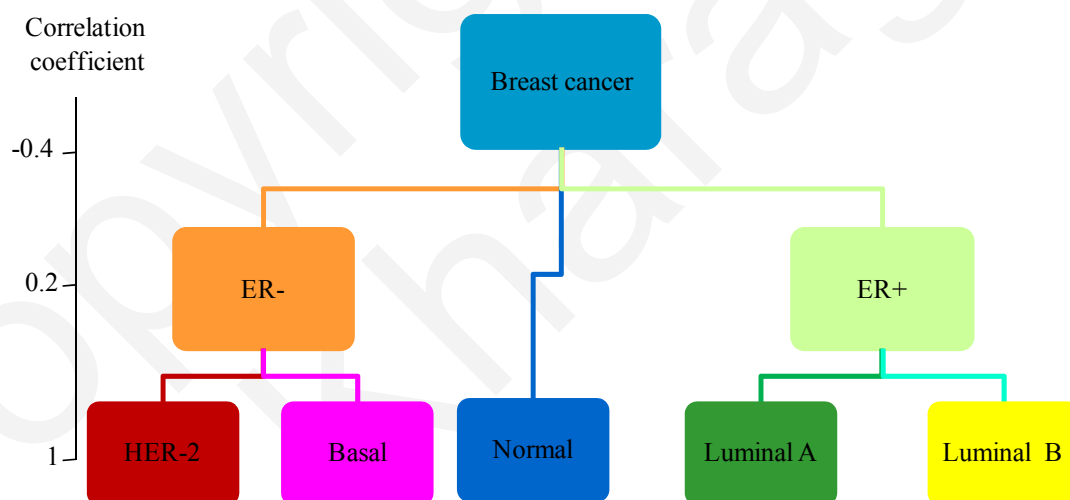 Correlation
coefficient
Breast cancer
-0.4
0.2
ER-
ER+
1
HER-2
Basal
Normal
Luminal A
Luminal B